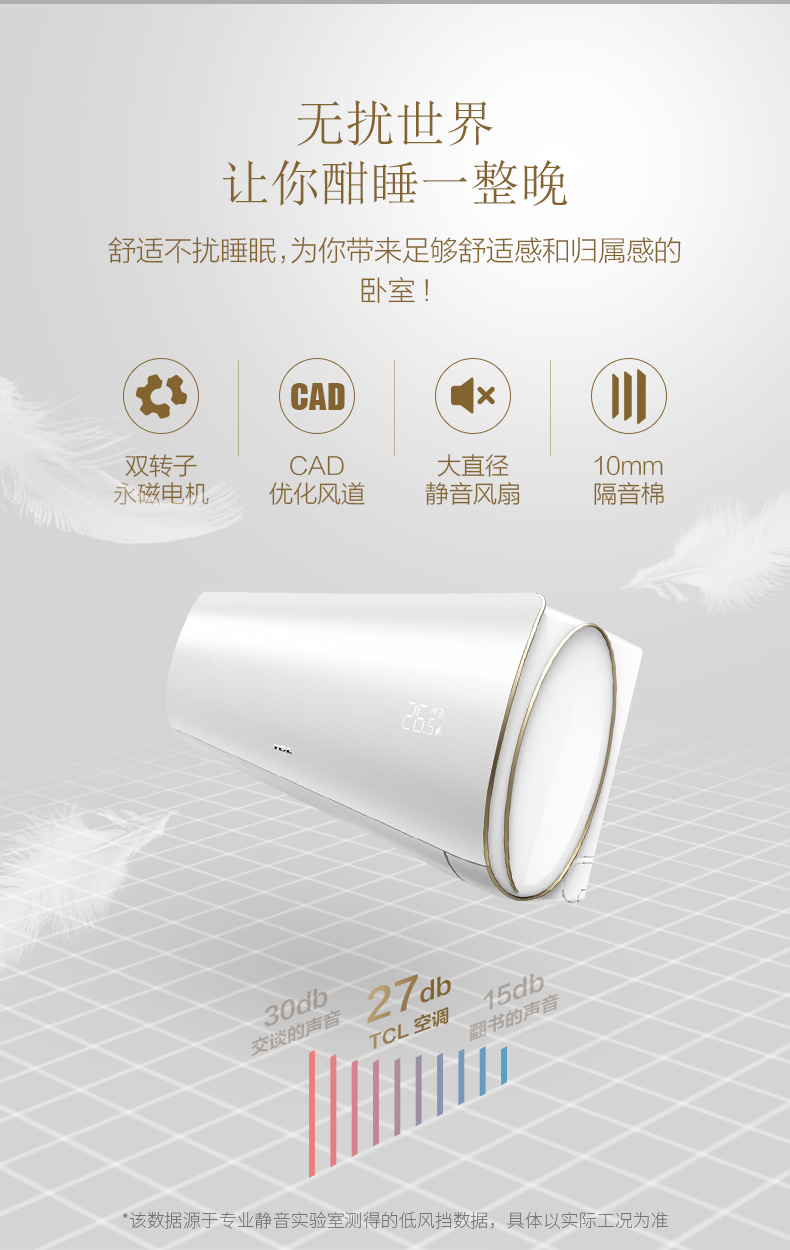 无扰世界
让你酣睡一整晚
舒适不扰睡眠,为你带来足够舒适感和归属感的
卧室!
CAD
双转子
永磁电机
CAD
优化风道
大直径
静音风扇
10mm
隔音棉
26.5
TCL
30db
交谈的声音
27db
TCL 空调
15db
翻书的声音
*该数据源于专业静音实验室测得的低风挡数据，具体以实际工况为准